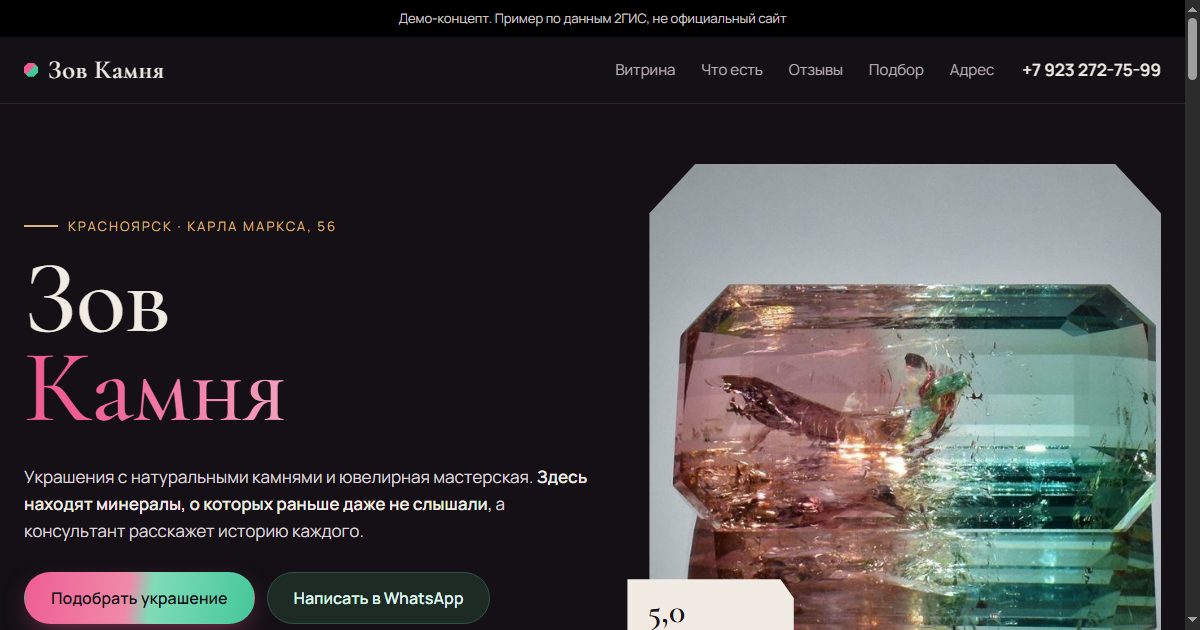 Демо-концепт. Пример по данным 2ГИС, не официальный сайт
Зов Камня
Витрина Что есть Отзывы Подбор Адрес +7 923 272-75-99
КРАСНОЯРСК · КАРЛА МАРКСА, 56
Зов
Камня
Украшения с натуральными камнями и ювелирная мастерская. Здесь
находят минералы, о которых раньше даже не слышали, а
консультант расскажет историю каждого.
Подобрать украшение Написать в WhatsApp
5,0